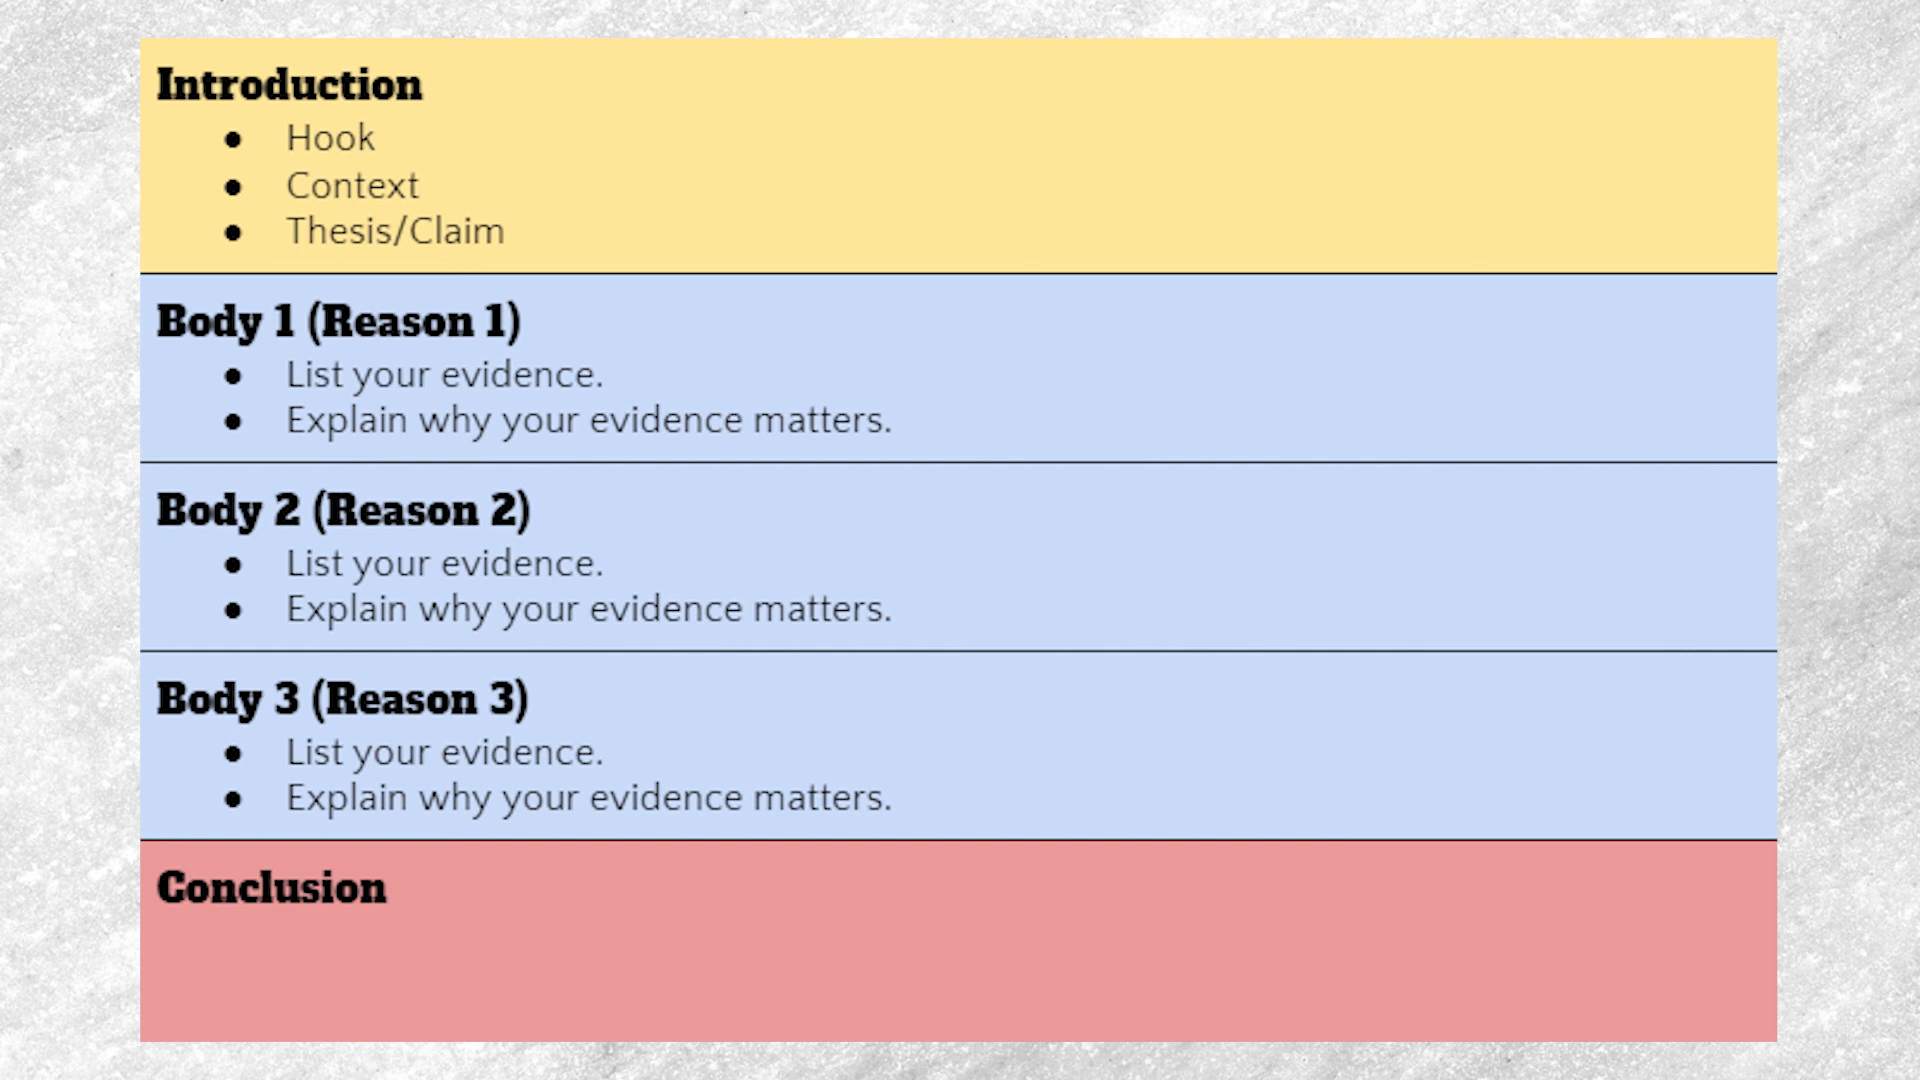 Introduction
● Hook
● Context
● Thesis/Claim
Body 1 (Reason 1)
● List your evidence.
● Explain why your evidence matters.
Body 2 (Reason 2)
● List your evidence.
● Explain why your evidence matters.
Body 3 (Reason 3)
● List your evidence.
● Explain why your evidence matters.
Conclusion